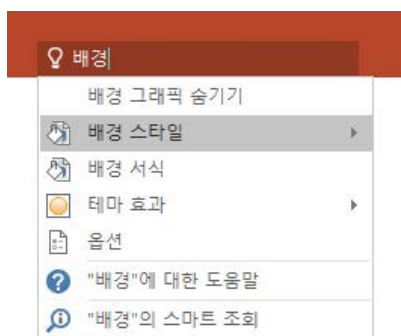 배경
배경 그래픽 숨기기
배경 스타일
배경 서식
테마 효과
옵션
"배경"에 대한 도움말
"배경"의 스마트 조회